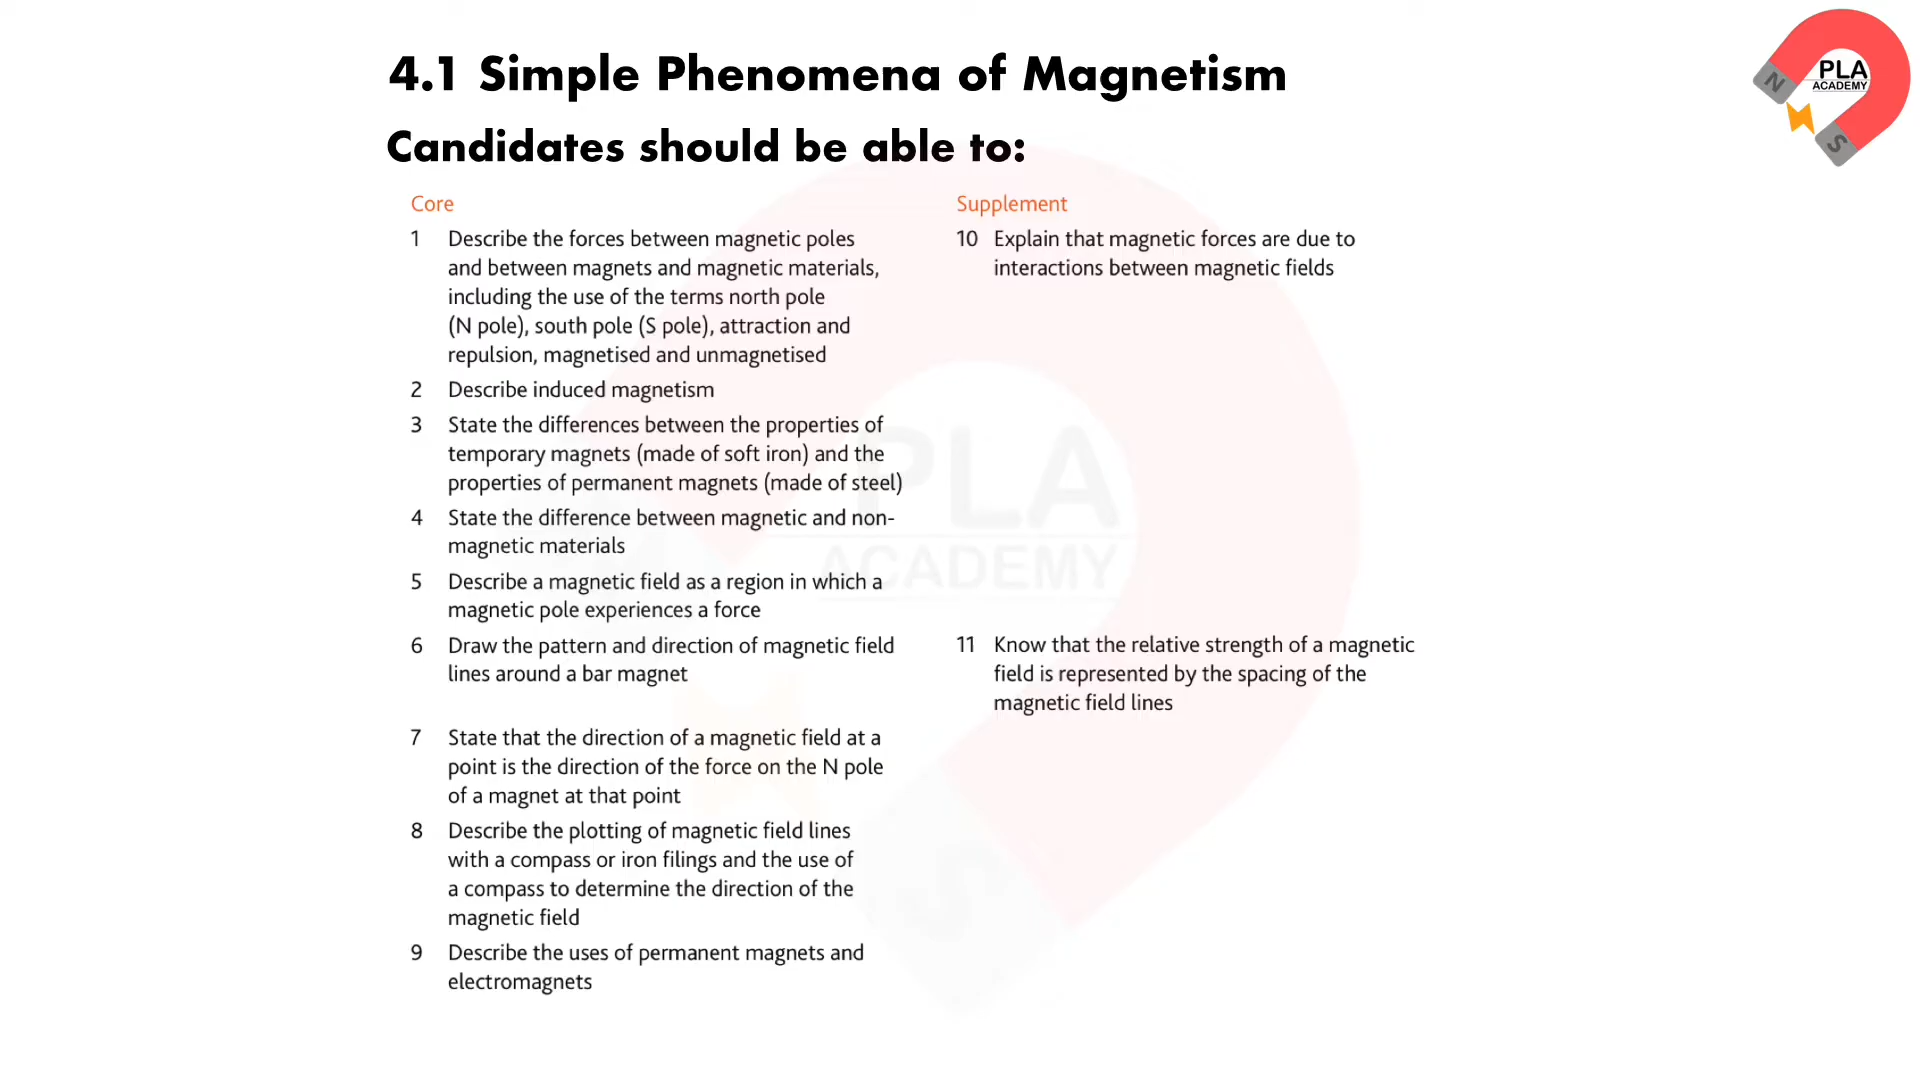 4.1 Simple Phenomena of Magnetism
Candidates should be able to:
Core
1 Describe the forces between magnetic poles
and between magnets and magnetic materials,
including the use of the terms north pole
(N pole), south pole (S pole), attraction and
repulsion, magnetised and unmagnetised
2 Describe induced magnetism
3 State the differences between the properties of
temporary magnets (made of soft iron) and the
properties of permanent magnets (made of steel)
4 State the difference between magnetic and non-
magnetic materials
5 Describe a magnetic field as a region in which a
magnetic pole experiences a force
6 Draw the pattern and direction of magnetic field
lines around a bar magnet
7 State that the direction of a magnetic field at a
point is the direction of the force on the N pole
of a magnet at that point
8 Describe the plotting of magnetic field lines
with a compass or iron filings and the use of
a compass to determine the direction of the
magnetic field
9 Describe the uses of permanent magnets and
electromagnets
Supplement
10 Explain that magnetic forces are due to
interactions between magnetic fields
11 Know that the relative strength of a magnetic
field is represented by the spacing of the
magnetic field lines
PLA
ACADEMY
N
S
PLA
ACADEMY
S